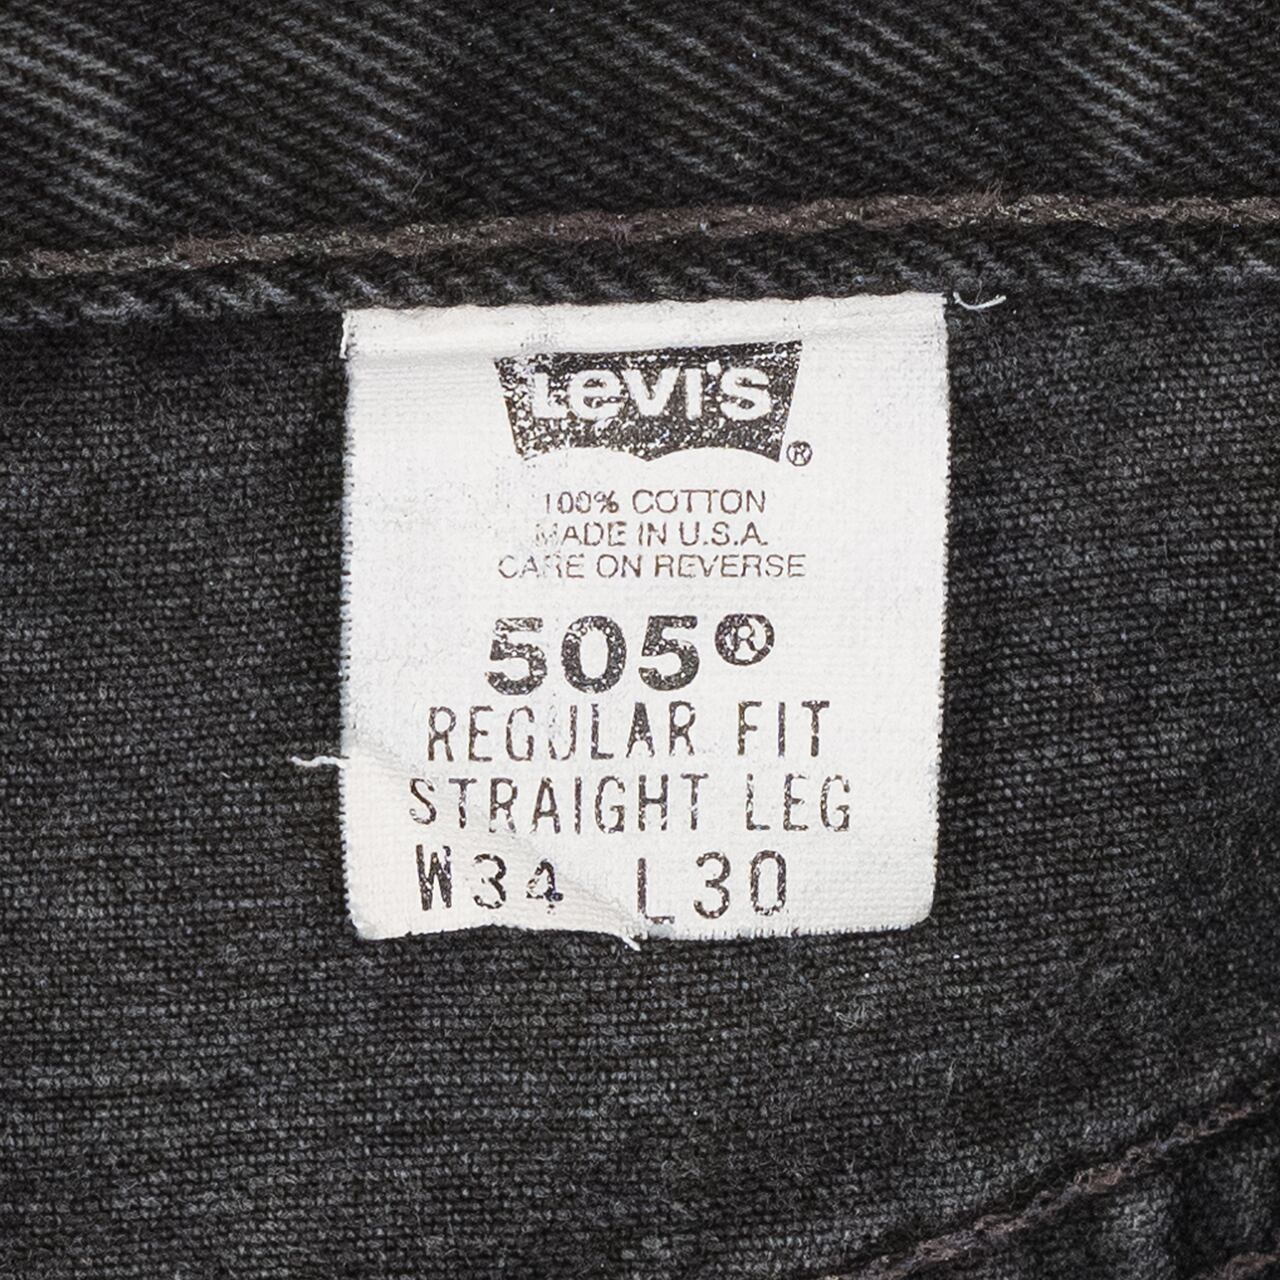 Levi's ®
100% COTTON
MADE IN U.S.A.
CARE ON REVERSE
505®
REGULAR FIT
STRAIGHT LEG
W34 L30